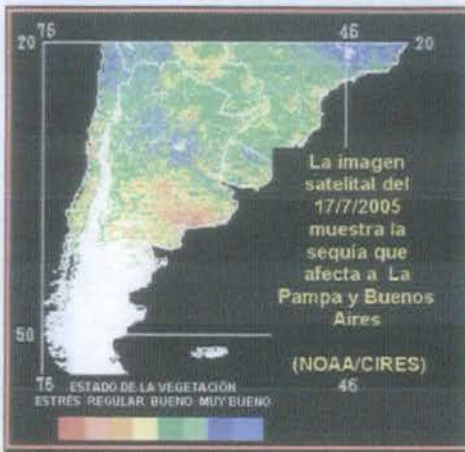 76 46
20 20
La imagen
satelital del
17/7/2005
muestra la
sequía que
afecta a La
Pampa y Buenos
Aires
50
(NOAA/CIRES)
76 46
ESTADO DE LA VEGETACIÓN
ESTRÉS REGULAR BUENO MUY BUENO